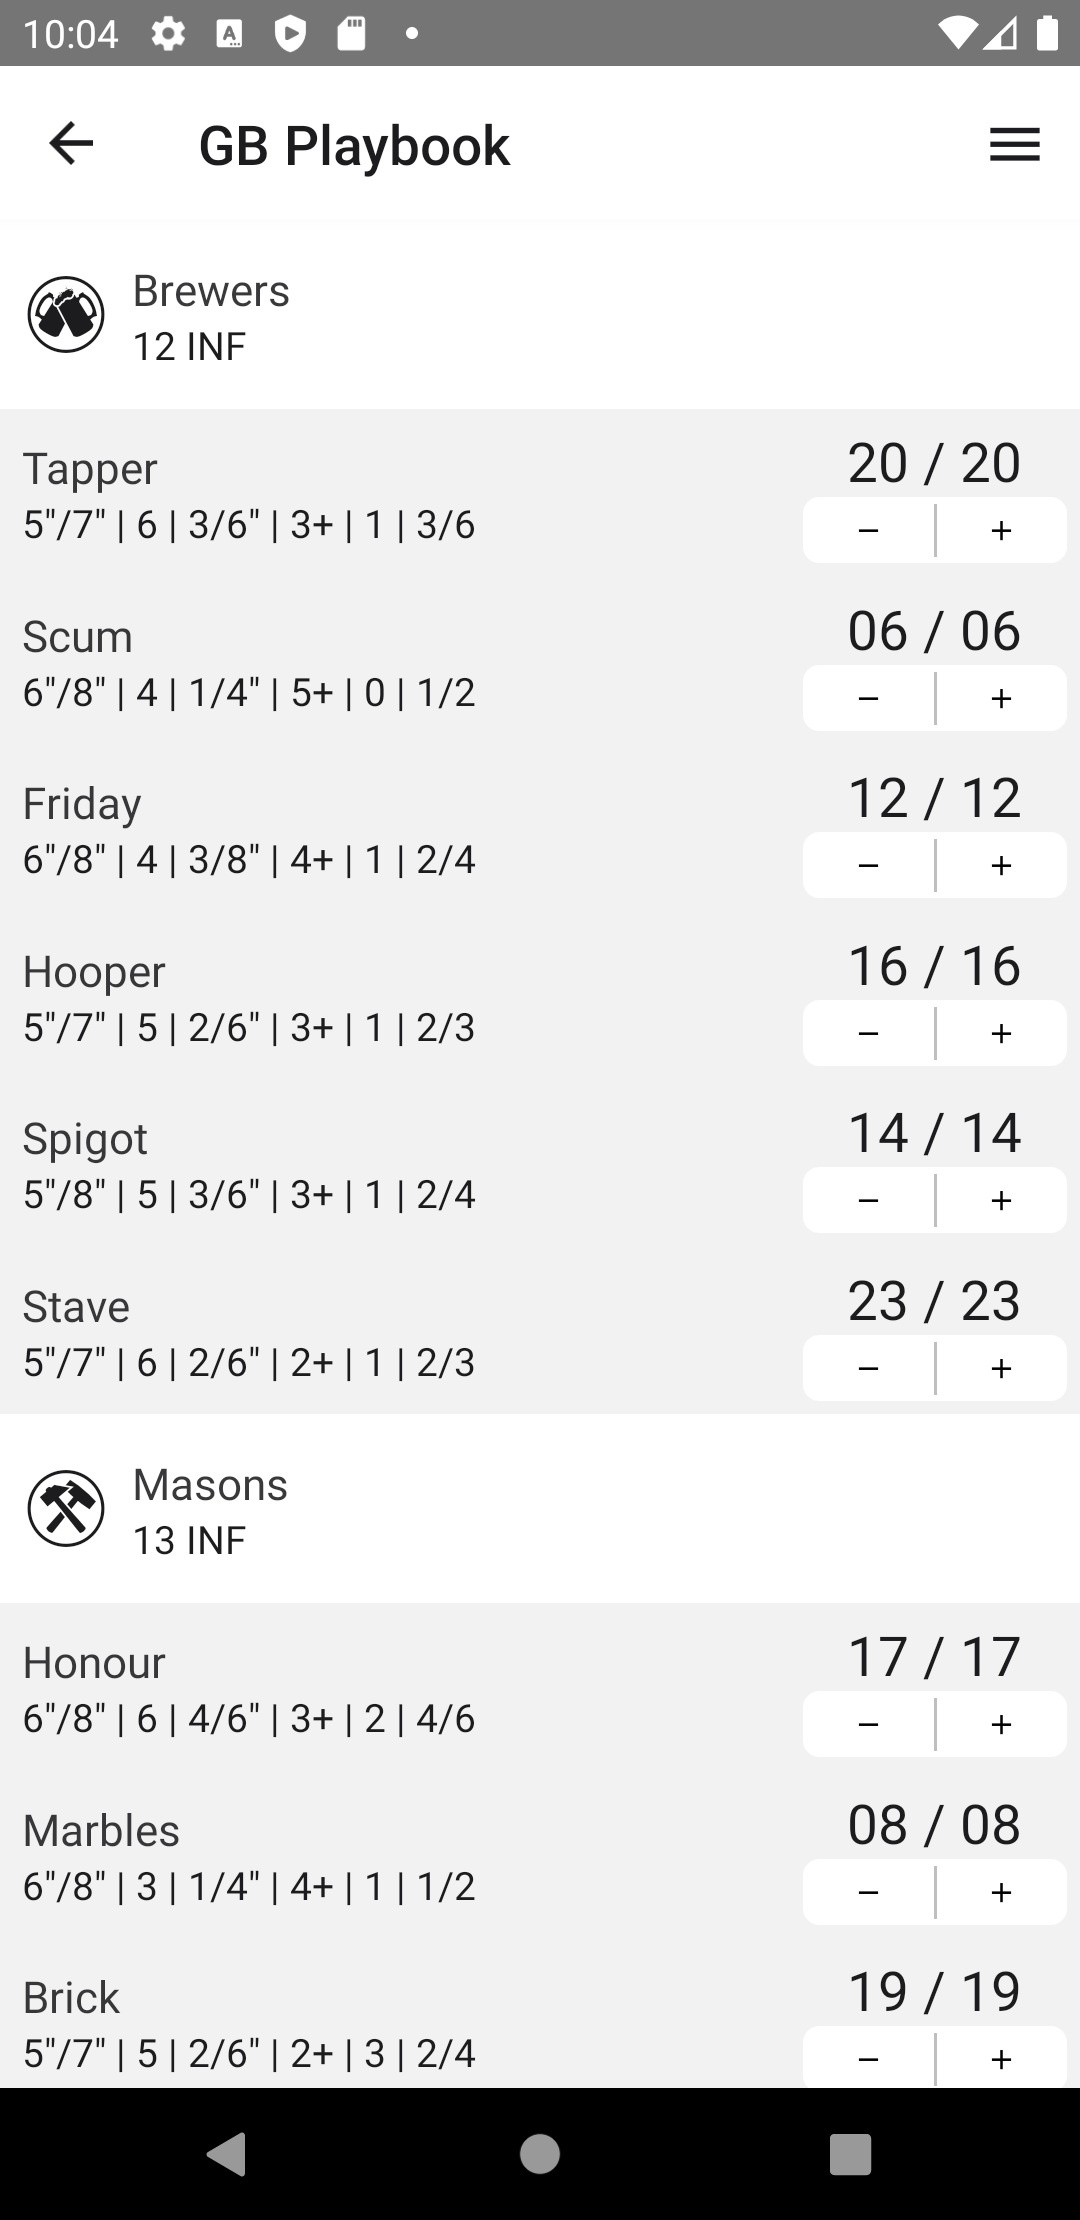 10:04
GB Playbook
Brewers
12 INF
Tapper
20 / 20
5"/7" | 6 | 3/6" | 3+ | 1 | 3/6
– +
Scum
06 / 06
6"/8" | 4 | 1/4" | 5+ | 0 | 1/2
– +
Friday
12 / 12
6"/8" | 4 | 3/8" | 4+ | 1 | 2/4
– +
Hooper
16 / 16
5"/7" | 5 | 2/6" | 3+ | 1 | 2/3
– +
Spigot
14 / 14
5"/8" | 5 | 3/6" | 3+ | 1 | 2/4
– +
Stave
23 / 23
5"/7" | 6 | 2/6" | 2+ | 1 | 2/3
– +
Masons
13 INF
Honour
17 / 17
6"/8" | 6 | 4/6" | 3+ | 2 | 4/6
– +
Marbles
08 / 08
6"/8" | 3 | 1/4" | 4+ | 1 | 1/2
– +
Brick
19 / 19
5"/7" | 5 | 2/6" | 2+ | 3 | 2/4
– +